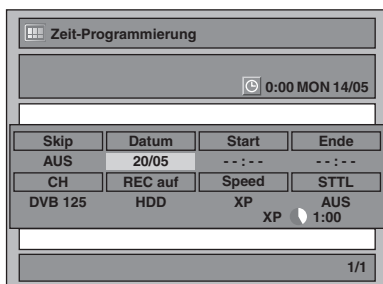 Zeit-Programmierung
0:00 MON 14/05
Skip Datum Start Ende
AUS 20/05 --:-- --:--
CH REC auf Speed STTL
DVB 125 HDD XP AUS
XP 1:00
1/1